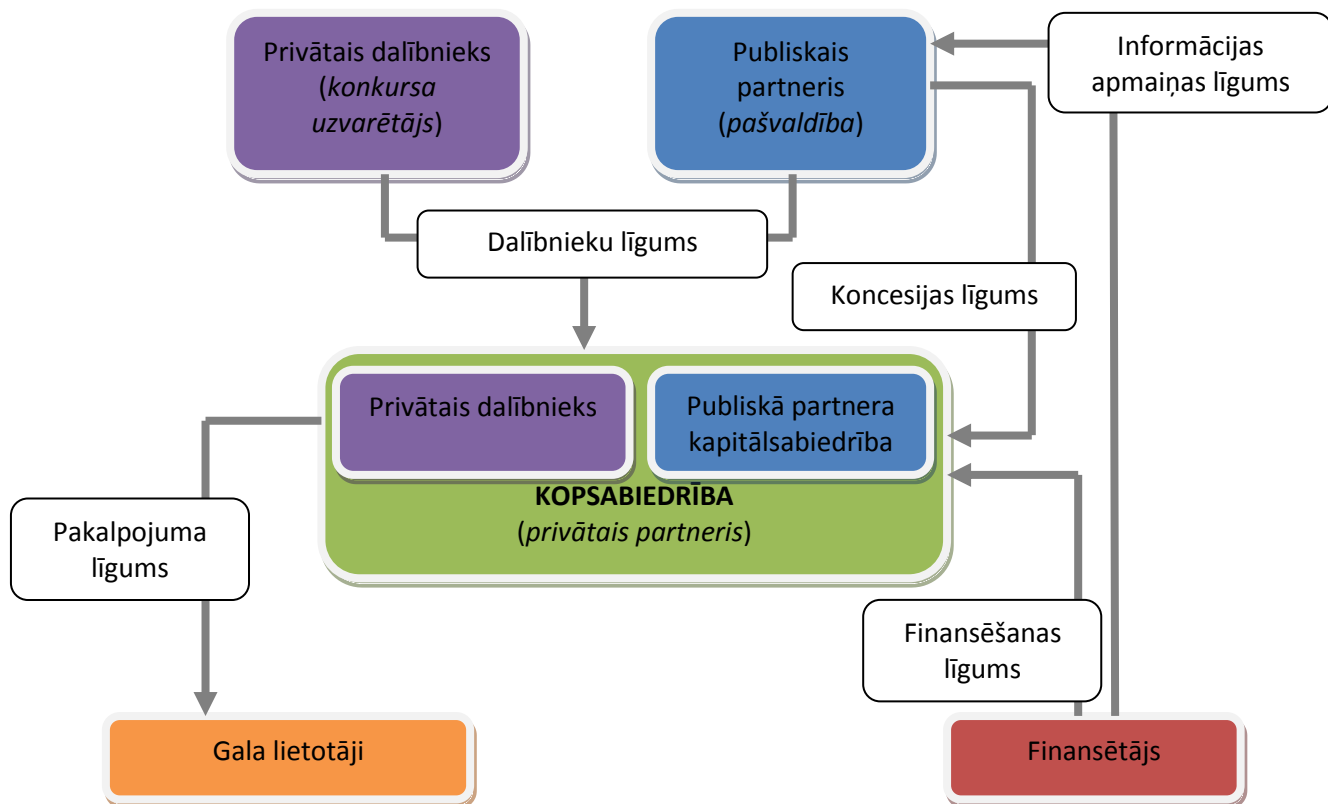 Privātais dalībnieks
(konkursa
uzvarētājs)
Publiskais
partneris
(pašvaldība)
Informācijas
apmaiņas līgums
Dalībnieku līgums
Koncesijas līgums
Privātais dalībnieks
Publiskā partnera
kapitālsabiedrība
KOPSABIEDRĪBA
(privātais partneris)
Pakalpojuma
līgums
Finansēšanas
līgums
Gala lietotāji
Finansētājs